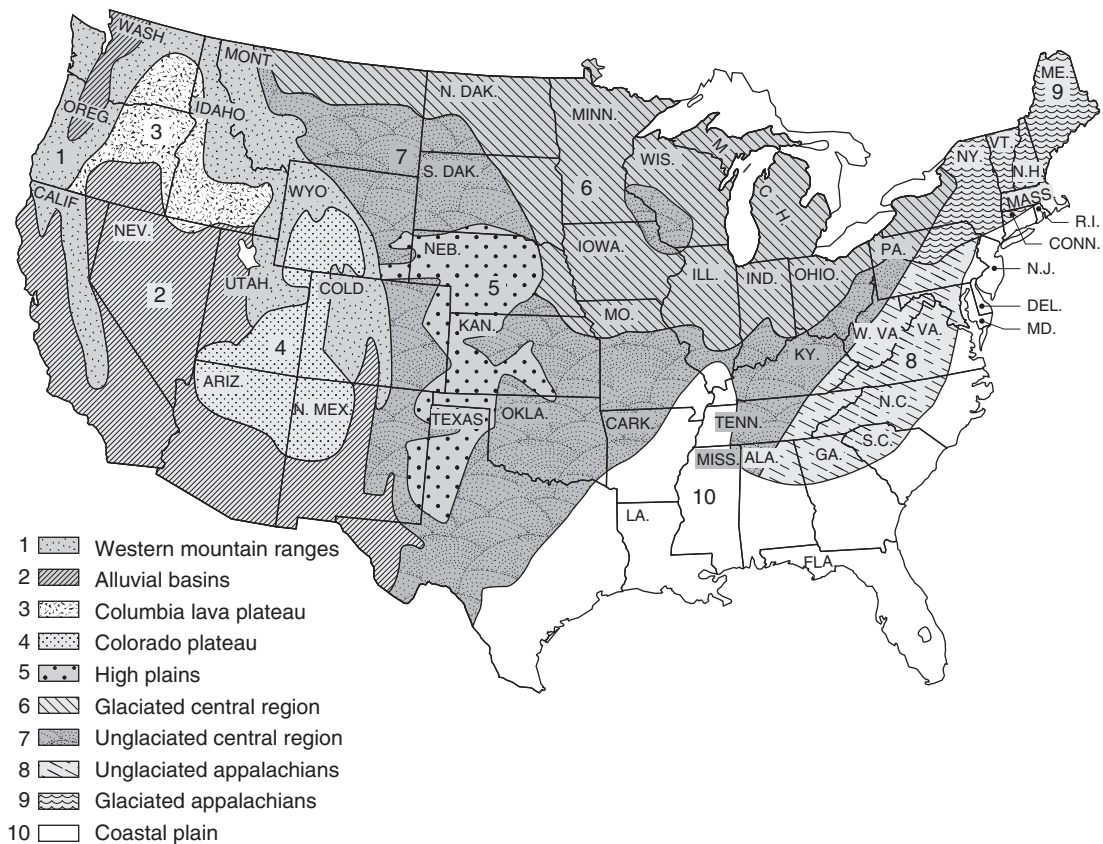 WASH
MONT
N. DAK.
MINN.
ME.
9
OREG.
IDAHO
3
1
7
S. DAK.
WIS.
M I C H
NY.
VT.
N.H.
MASS
R.I.
CONN.
CALIF
NEV.
WYO
6
IOWA.
NEB.
5
PA.
N.J.
2
UTAH.
COLD.
ILL.
IND.
OHIO.
DEL.
MD.
4
KAN.
MO.
W. VA
VA.
8
KY.
ARIZ.
N. MEX.
TEXAS
OKLA.
CARK.
TENN.
N.C.
S.C.
MISS.
ALA.
GA.
10
LA.
FLA
1 Western mountain ranges
2 Alluvial basins
3 Columbia lava plateau
4 Colorado plateau
5 High plains
6 Glaciated central region
7 Unglaciated central region
8 Unglaciated appalachians
9 Glaciated appalachians
10 Coastal plain